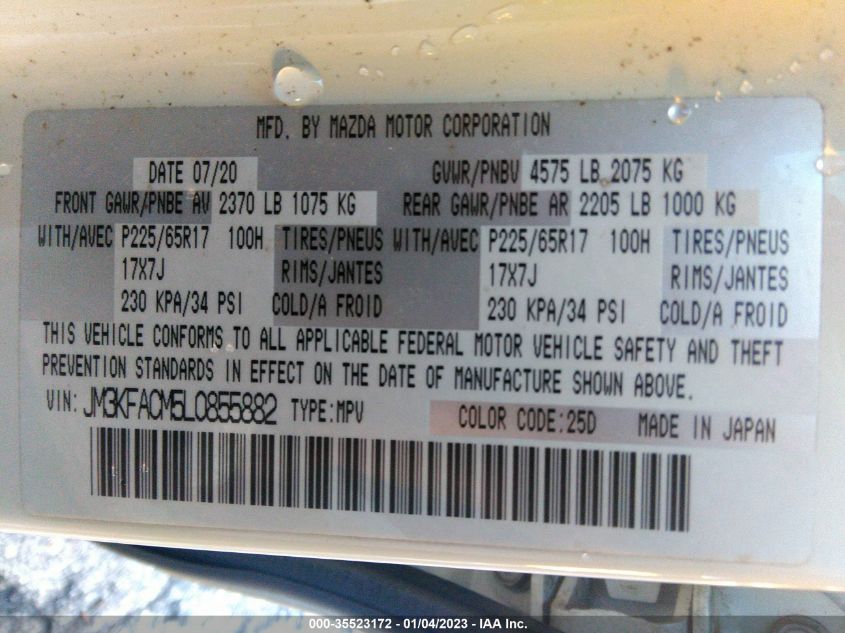 MFD. BY MAZDA MOTOR CORPORATION
DATE 07/20 GVWR/PNBV 4575 LB 2075 KG
FRONT GAWR/PNBE AV 2370 LB 1075 KG REAR GAWR/PNBE AR 2205 LB 1000 KG
WITH/AVEC P225/65R17 100H TIRES/PNEUS WITH/AVEC P225/65R17 100H TIRES/PNEUS
17X7J RIMS/JANTES 17X7J RIMS/JANTES
230 KPA/34 PSI COLD/A FROID 230 KPA/34 PSI COLD/A FROID
THIS VEHICLE CONFORMS TO ALL APPLICABLE FEDERAL MOTOR VEHICLE SAFETY AND THEFT
PREVENTION STANDARDS IN EFFECT ON THE DATE OF MANUFACTURE SHOWN ABOVE.
VIN: JM3KFACM5L0855882 TYPE:MPV COLOR CODE:25D MADE IN JAPAN
000-35523172 - 01/04/2023 - IAA Inc.